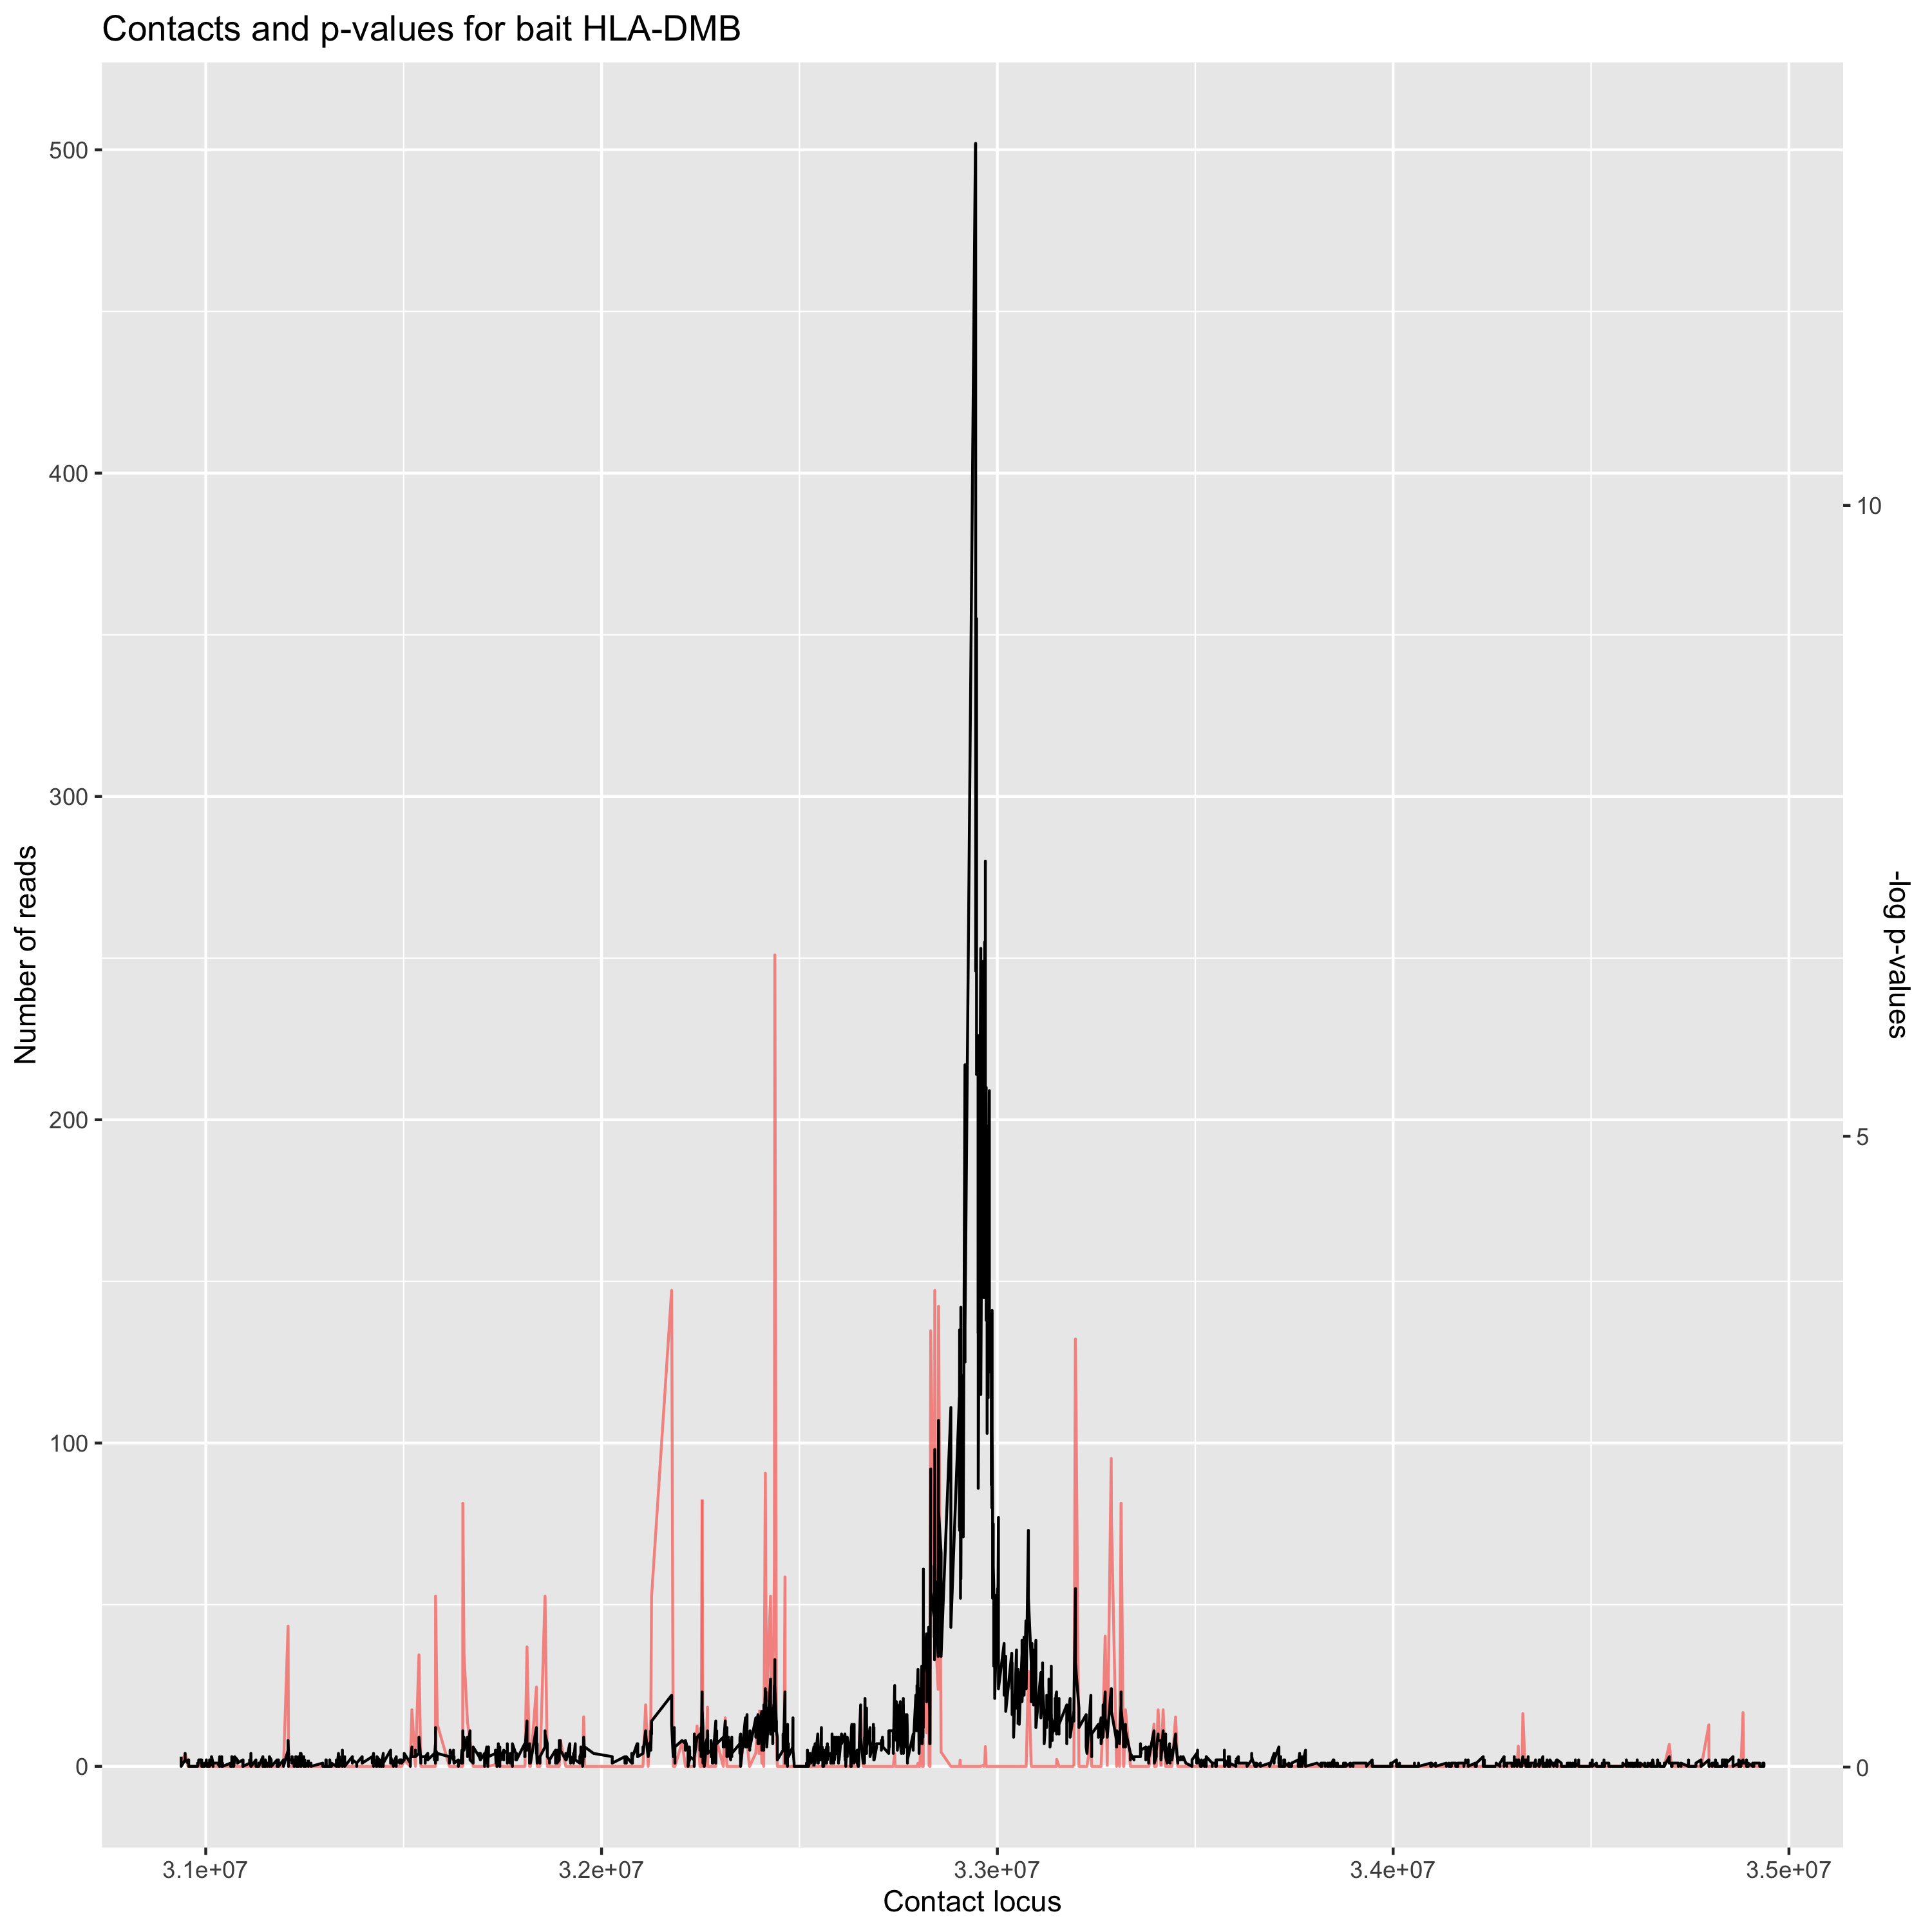 Contacts and p-values for bait HLA-DMB
500
400
300
200
100
0
Number of reads
10
5
0
-log p-values
3.1e+07
3.2e+07
3.3e+07
3.4e+07
3.5e+07
Contact locus